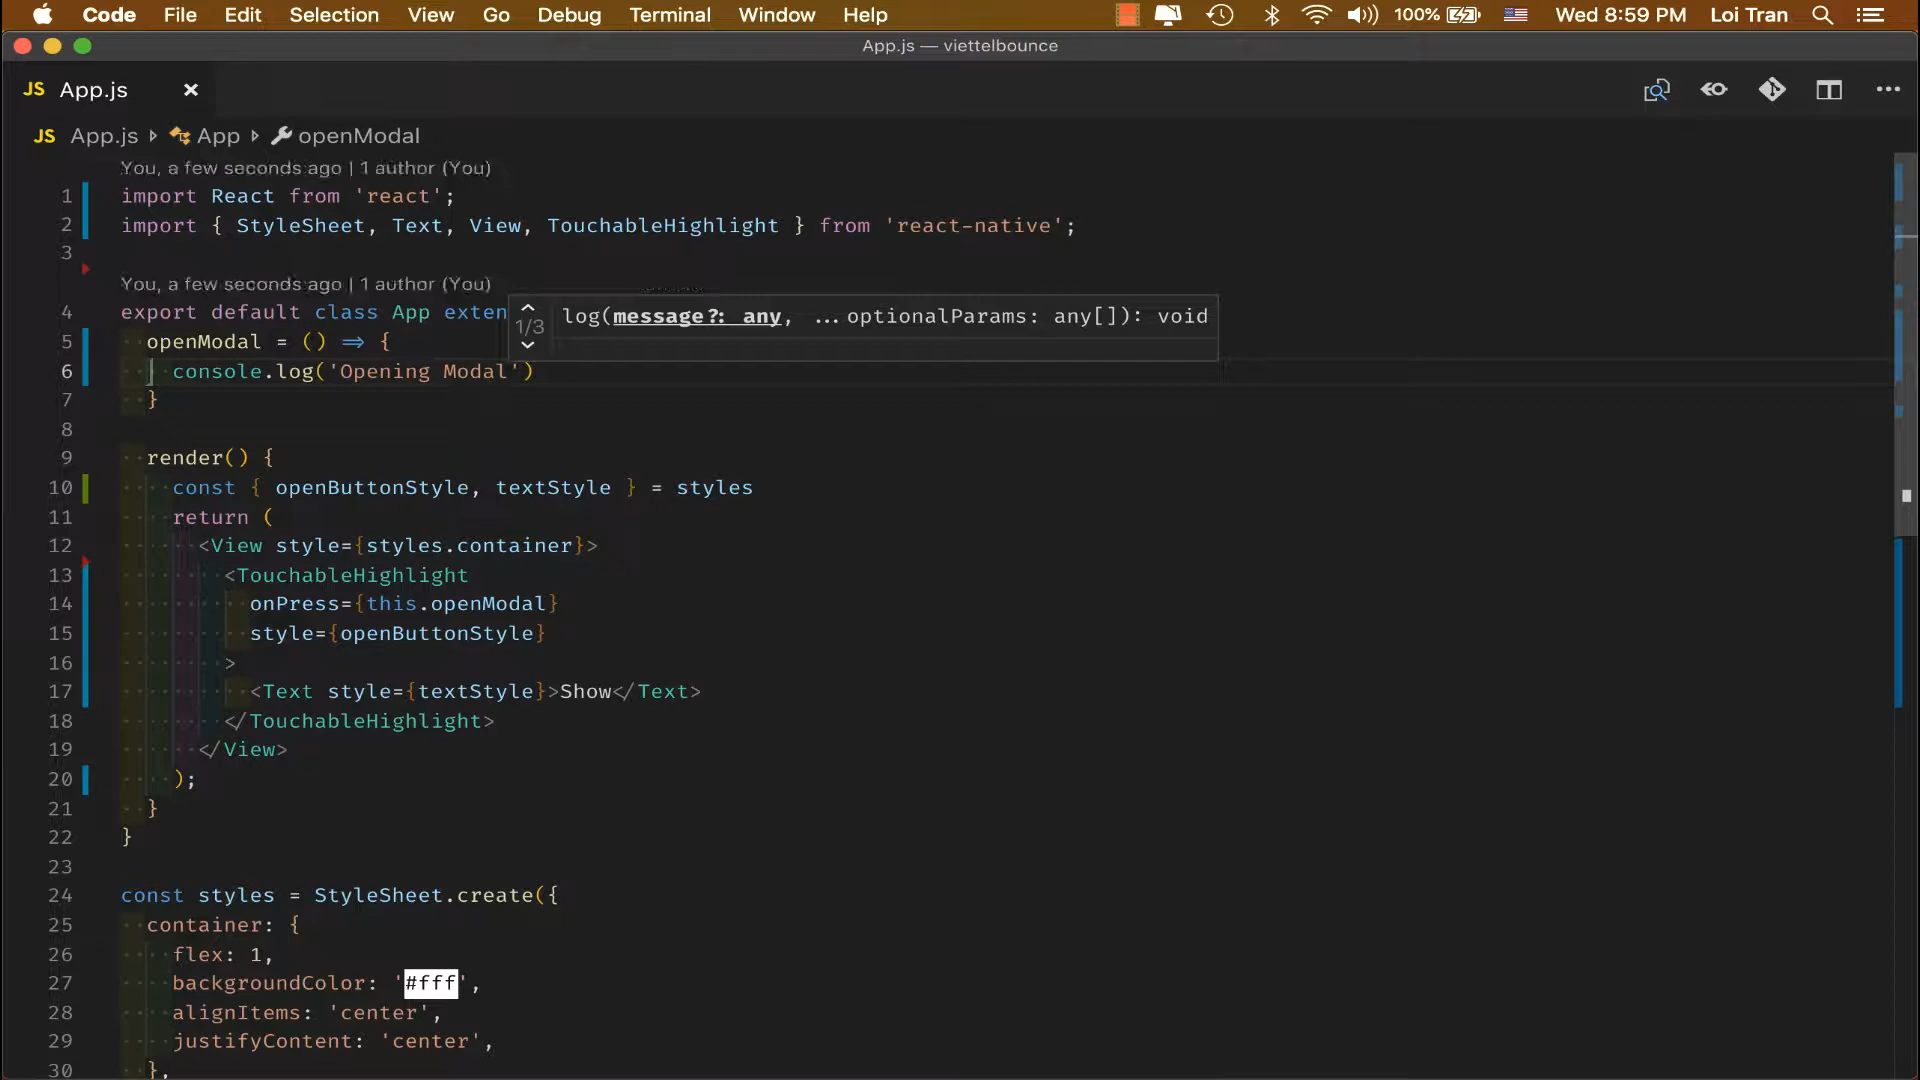 Code File Edit Selection View Go Debug Terminal Window Help 100% Wed 8:59 PM Loi Tran
App.js — viettelbounce
JS App.js
JS App.js App openModal
You, a few seconds ago | 1 author (You)
1 import React from 'react';
2 import { StyleSheet, Text, View, TouchableHighlight } from 'react-native';
3
You, a few seconds ago | 1 author (You)
4 export default class App exten
1/3 log(message?: any, ...optionalParams: any[]): void
5 openModal = () => {
6 console.log('Opening Modal')
7 }
8
9 render() {
10 const { openButtonStyle, textStyle } = styles
11 return (
12 <View style={styles.container}>
13 <TouchableHighlight
14 onPress={this.openModal}
15 style={openButtonStyle}
16 >
17 <Text style={textStyle}>Show</Text>
18 </TouchableHighlight>
19 </View>
20 );
21 }
22 }
23
24 const styles = StyleSheet.create({
25 container: {
26 flex: 1,
27 backgroundColor: '#fff',
28 alignItems: 'center',
29 justifyContent: 'center',
30 },